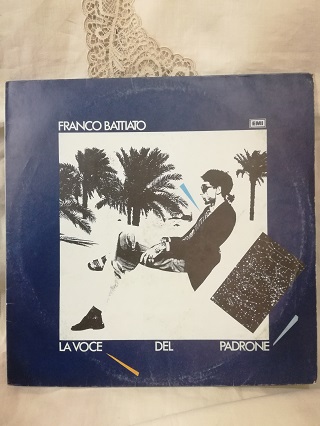 FRANCO BATTIATO
EMI
LA VOCE DEL PADRONE